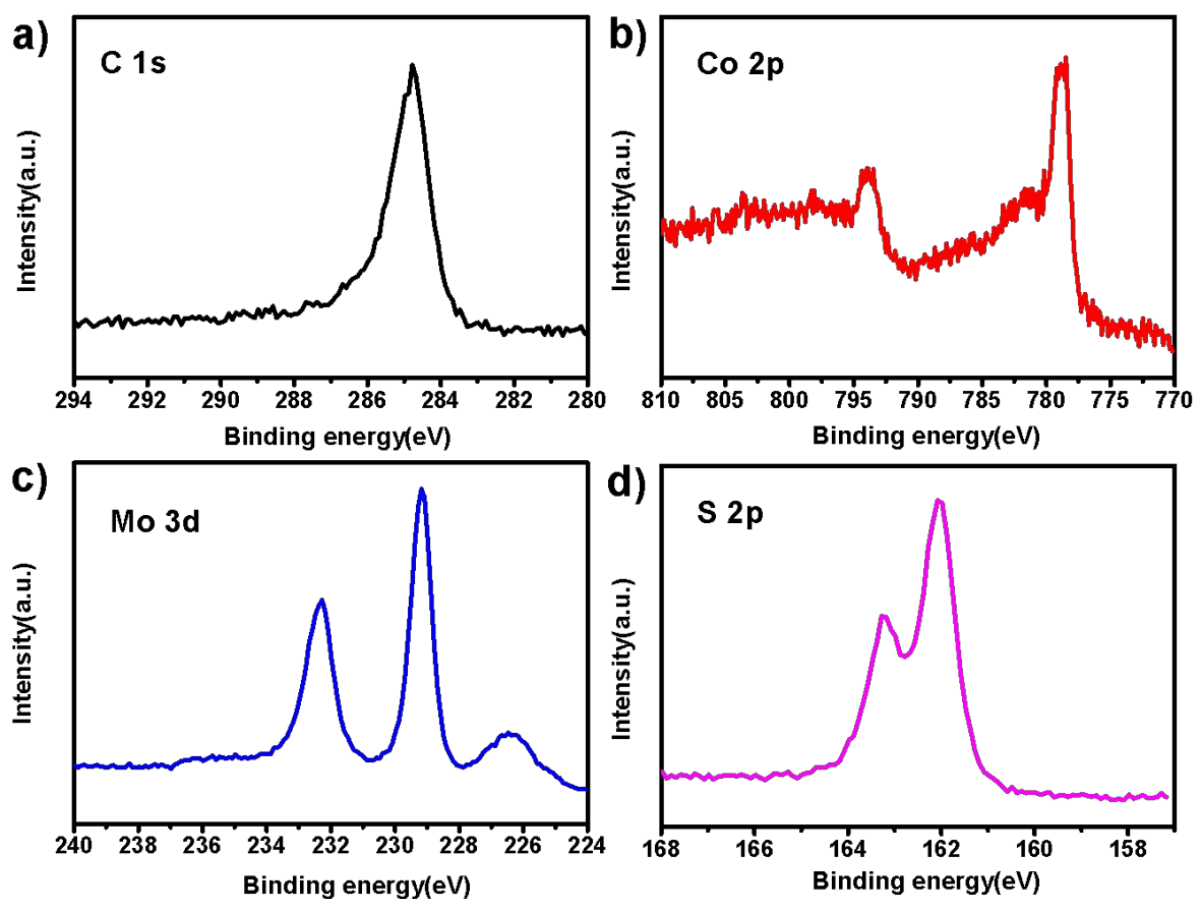 a)
C 1s
Intensity(a.u.)
294 292 290 288 286 284 282 280
Binding energy(eV)
b)
Co 2p
Intensity(a.u.)
810 805 800 795 790 785 780 775 770
Binding energy(eV)
c)
Mo 3d
Intensity(a.u.)
240 238 236 234 232 230 228 226 224
Binding energy(eV)
d)
S 2p
Intensity(a.u.)
168 166 164 162 160 158
Binding energy(eV)